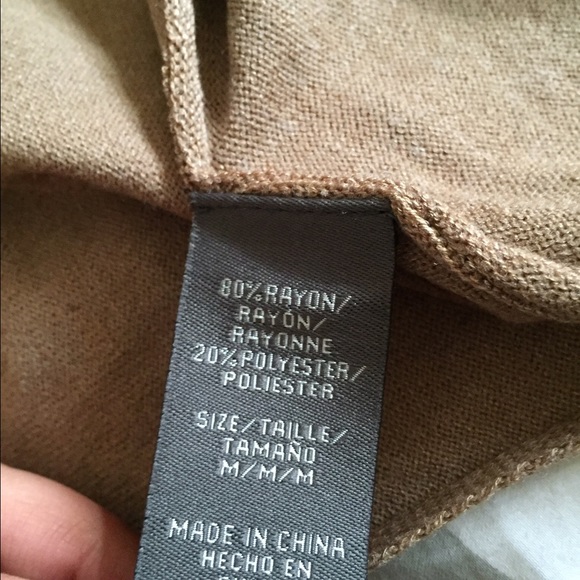 80% RAYON/
RAYÓN/
RAYONNE
20% POLYESTER/
POLIESTER
SIZE/TAILLE/
TAMAÑO
M/M/M
MADE IN CHINA
HECHO EN